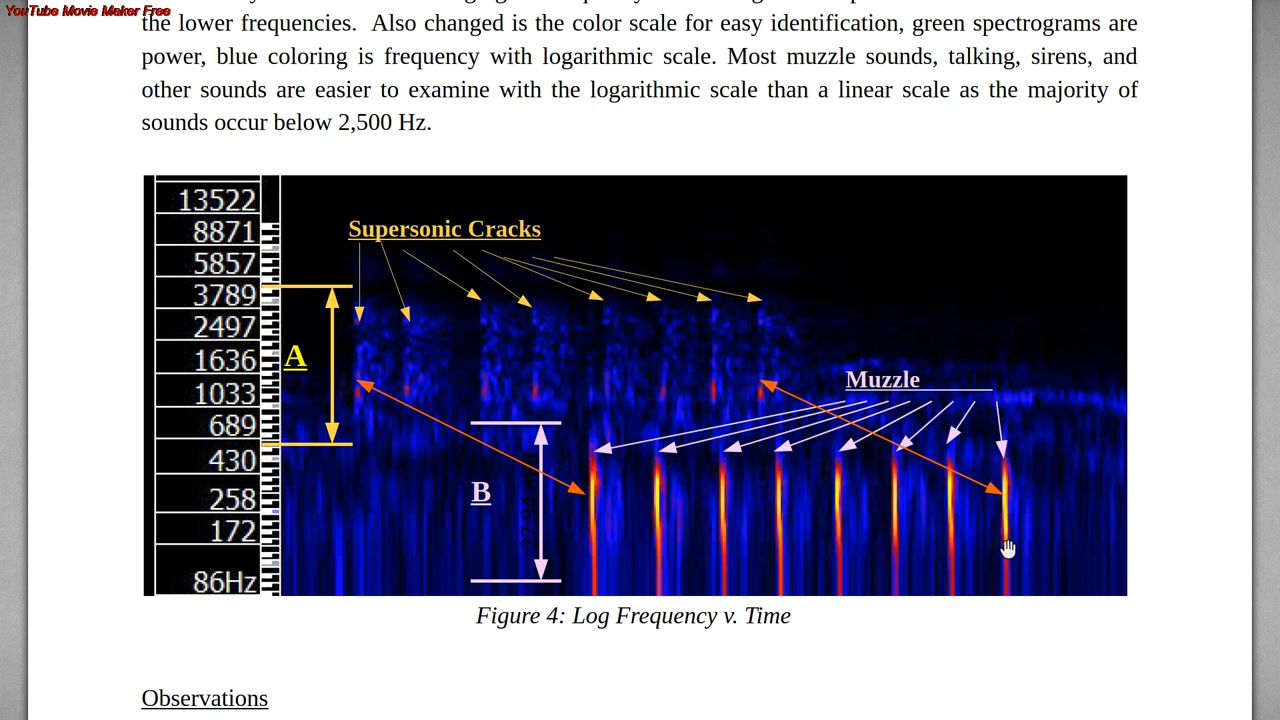 YouTube Movie Maker Free
the lower frequencies. Also changed is the color scale for easy identification, green spectrograms are
power, blue coloring is frequency with logarithmic scale. Most muzzle sounds, talking, sirens, and
other sounds are easier to examine with the logarithmic scale than a linear scale as the majority of
sounds occur below 2,500 Hz.
13522
8871
5857
3789
2497
1636
1033
689
430
258
172
86Hz
Supersonic Cracks
A
Muzzle
B
Figure 4: Log Frequency v. Time
Observations